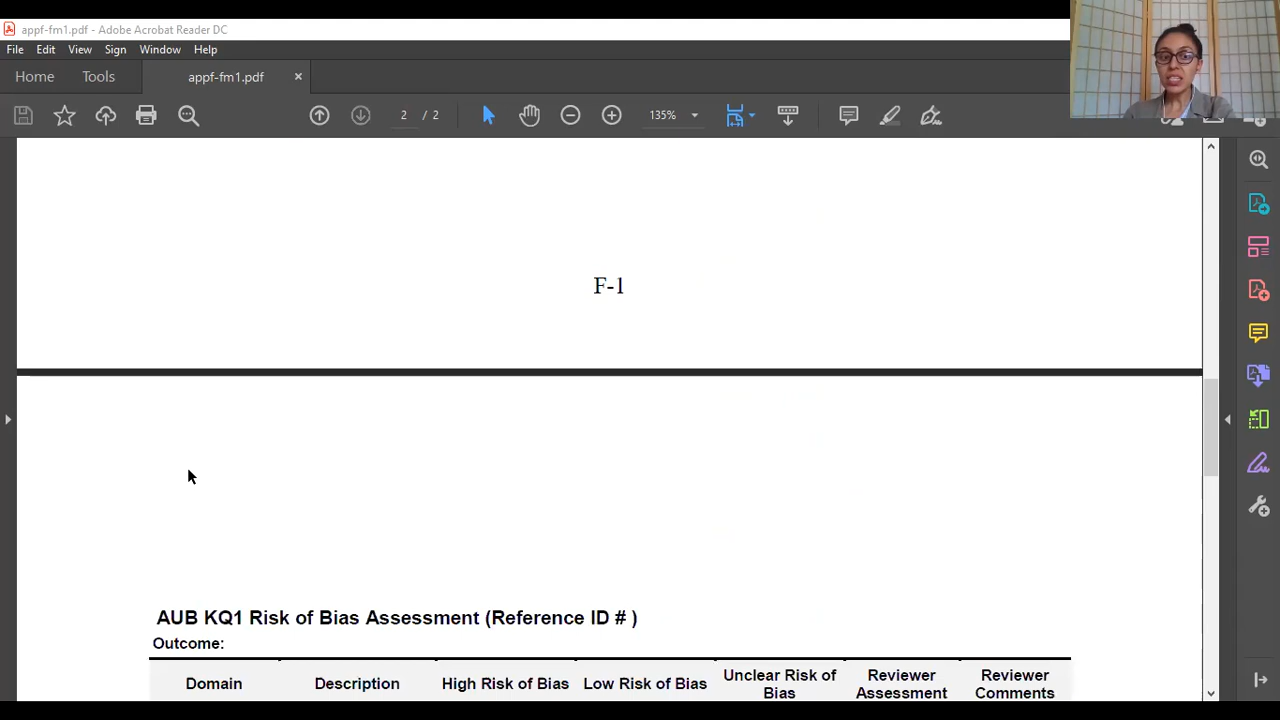 appf-fm1.pdf - Adobe Acrobat Reader DC
File Edit View Sign Window Help
Home Tools appf-fm1.pdf ×
2 / 2 135%
F-1
AUB KQ1 Risk of Bias Assessment (Reference ID # )
Outcome:
Domain Description High Risk of Bias Low Risk of Bias Unclear Risk of Bias Reviewer Assessment Reviewer Comments